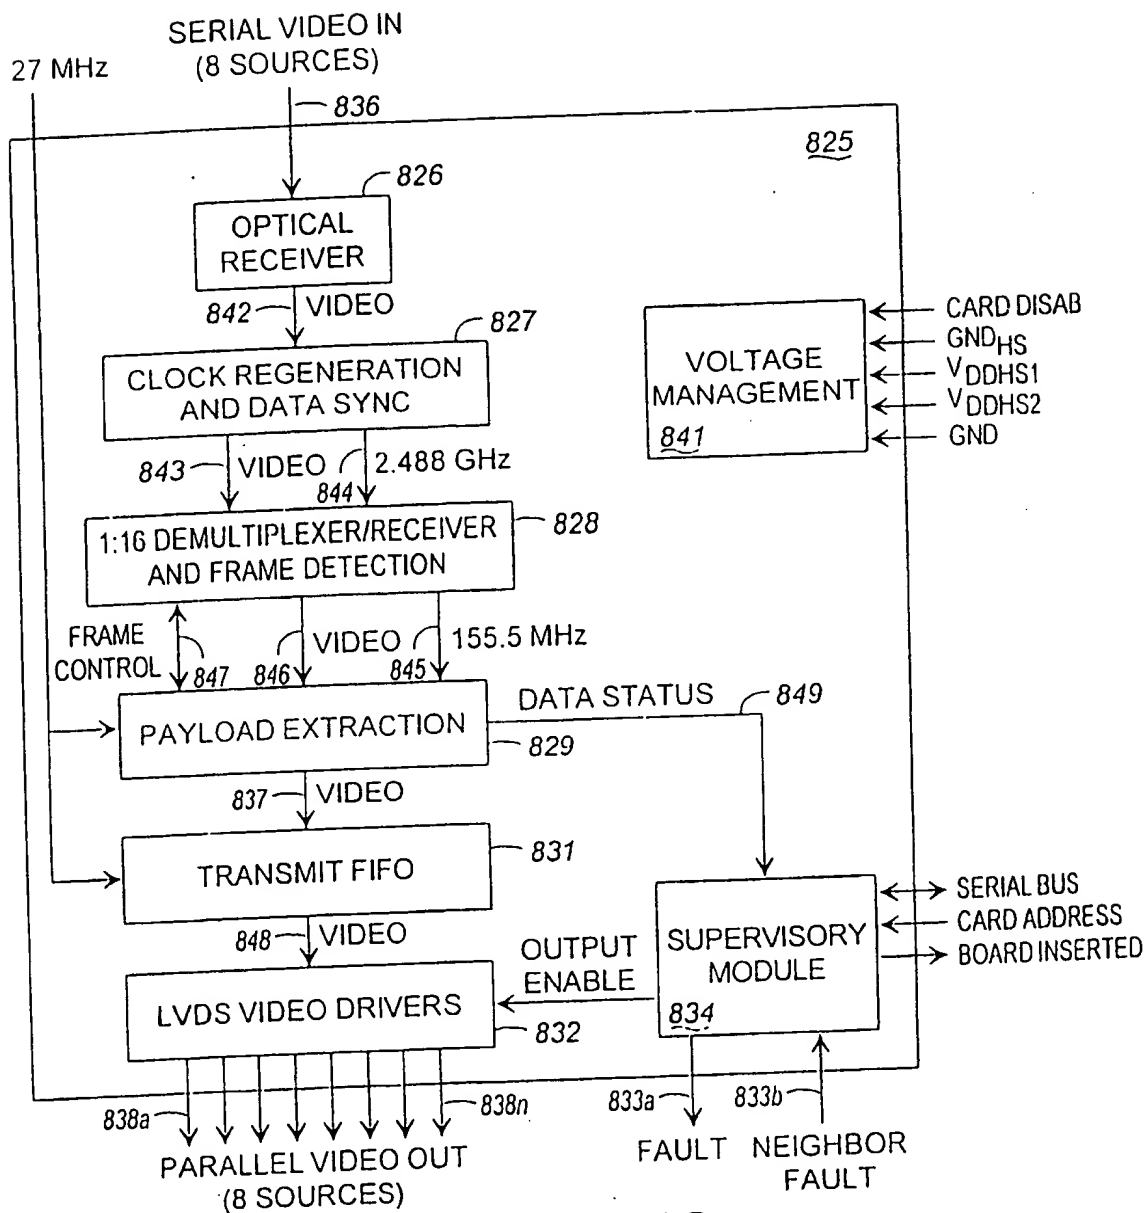 SERIAL VIDEO IN
(8 SOURCES)
27 MHz
836
825
826
OPTICAL
RECEIVER
842
VIDEO
827
CLOCK REGENERATION
AND DATA SYNC
VOLTAGE
MANAGEMENT
841
CARD DISAB
GNDHS
VDDHS1
VDDHS2
GND
843
VIDEO
844
2.488 GHz
828
1:16 DEMULTIPLEXER/RECEIVER
AND FRAME DETECTION
FRAME
CONTROL
847
846
VIDEO
845
155.5 MHz
PAYLOAD EXTRACTION
829
DATA STATUS
849
837
VIDEO
TRANSMIT FIFO
831
848
VIDEO
LVDS VIDEO DRIVERS
832
OUTPUT
ENABLE
SUPERVISORY
MODULE
834
SERIAL BUS
CARD ADDRESS
BOARD INSERTED
838a
838n
833a
833b
PARALLEL VIDEO OUT
(8 SOURCES)
FAULT
NEIGHBOR
FAULT